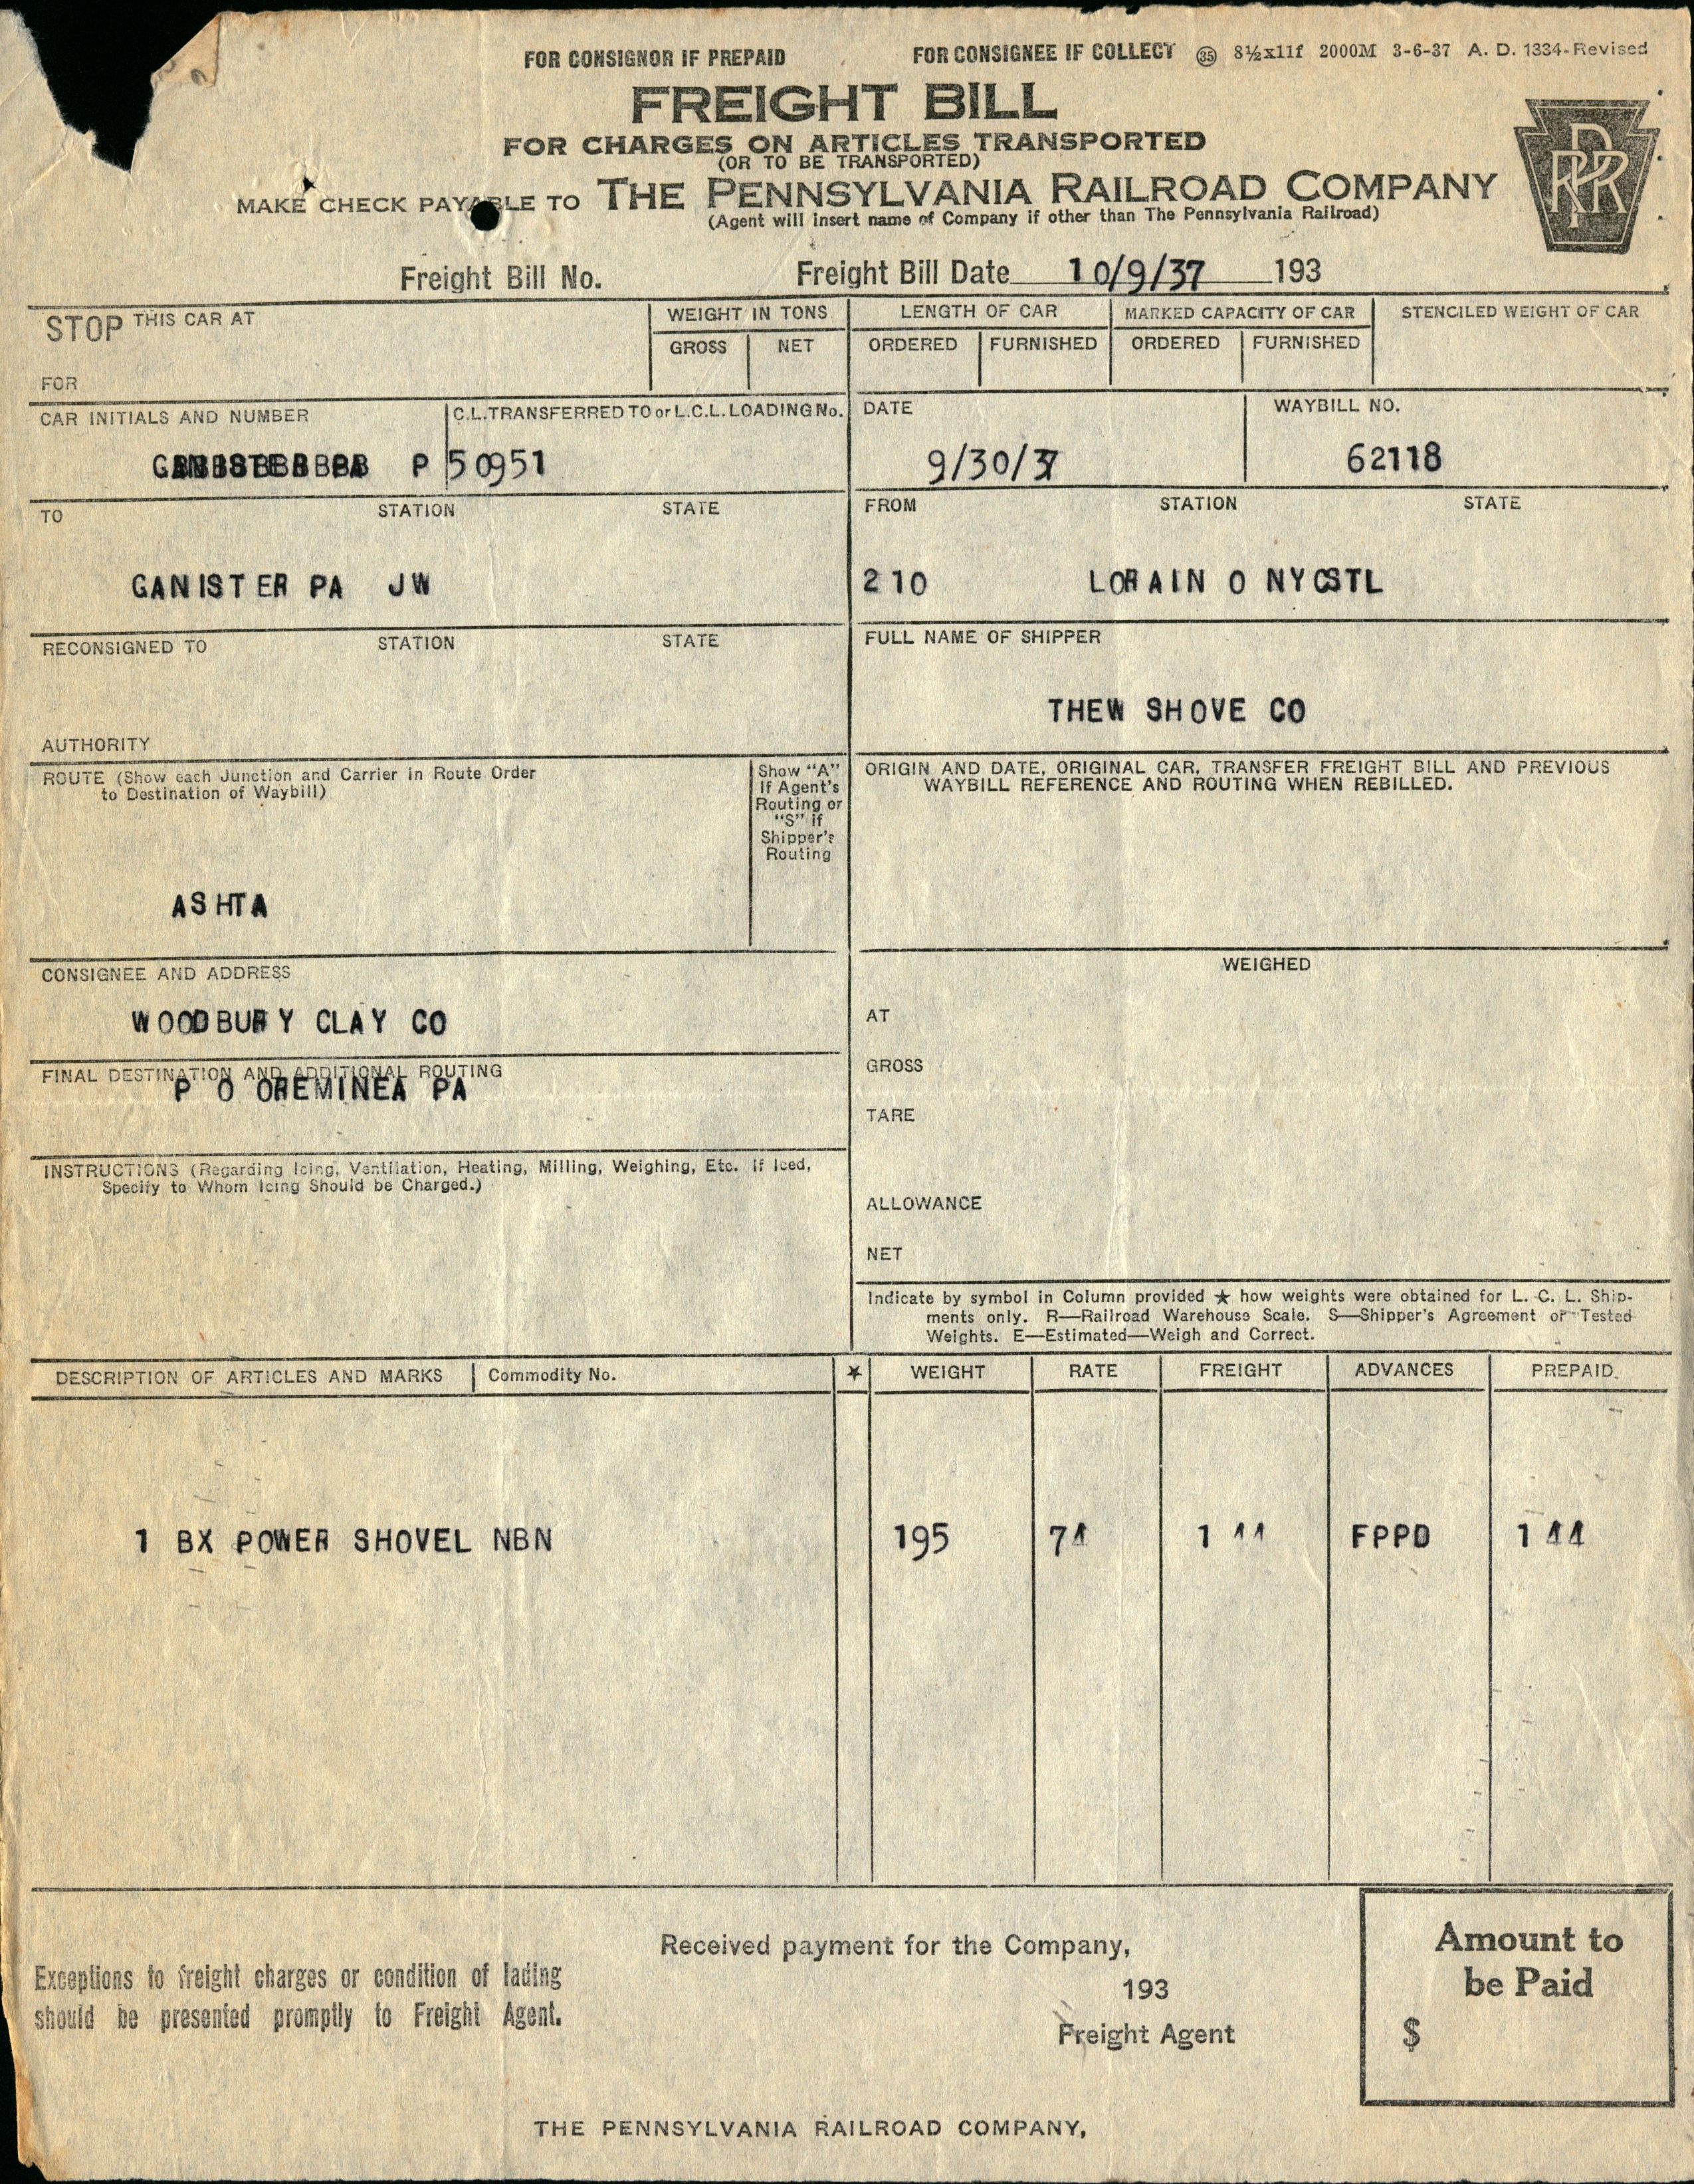 FOR CONSIGNOR IF PREPAID FOR CONSIGNEE IF COLLECT 35 8½x11f 2000M 3-6-37 A. D. 1334-Revised
FREIGHT BILL
FOR CHARGES ON ARTICLES TRANSPORTED
(OR TO BE TRANSPORTED)
MAKE CHECK PAYABLE TO THE PENNSYLVANIA RAILROAD COMPANY
(Agent will insert name of Company if other than The Pennsylvania Railroad)
PRR
Freight Bill No. Freight Bill Date 10/9/37 193
STOP THIS CAR AT
FOR
WEIGHT IN TONS
GROSS NET
LENGTH OF CAR
ORDERED FURNISHED
MARKED CAPACITY OF CAR
ORDERED FURNISHED
STENCILED WEIGHT OF CAR
CAR INITIALS AND NUMBER C.L.TRANSFERRED TO or L.C.L. LOADING No.
P 50951
DATE WAYBILL NO.
9/30/37 62118
TO STATION STATE
GANISTER PA JW
FROM STATION STATE
210 LORAIN O NYCSTL
RECONSIGNED TO STATION STATE
AUTHORITY
FULL NAME OF SHIPPER
THEW SHOVE CO
ROUTE (Show each Junction and Carrier in Route Order
to Destination of Waybill)
ASHTA
Show "A"
If Agent's
Routing or
"S" if
Shipper's
Routing
ORIGIN AND DATE, ORIGINAL CAR, TRANSFER FREIGHT BILL AND PREVIOUS
WAYBILL REFERENCE AND ROUTING WHEN REBILLED.
CONSIGNEE AND ADDRESS
WOODBURY CLAY CO
FINAL DESTINATION AND ADDITIONAL ROUTING
P O OREMINEA PA
INSTRUCTIONS (Regarding Icing, Ventilation, Heating, Milling, Weighing, Etc. If Iced,
Specify to Whom Icing Should be Charged.)
WEIGHED
AT
GROSS
TARE
ALLOWANCE
NET
Indicate by symbol in Column provided ★ how weights were obtained for L. C. L. Ship-
ments only. R—Railroad Warehouse Scale. S—Shipper's Agreement or Tested
Weights. E—Estimated—Weigh and Correct.
DESCRIPTION OF ARTICLES AND MARKS Commodity No. ★ WEIGHT RATE FREIGHT ADVANCES PREPAID
1 BX POWER SHOVEL NBN 195 74 1 44 FPPD 1 44
Received payment for the Company,
193
Freight Agent
Exceptions to freight charges or condition of lading
should be presented promptly to Freight Agent.
Amount to
be Paid
$
THE PENNSYLVANIA RAILROAD COMPANY,